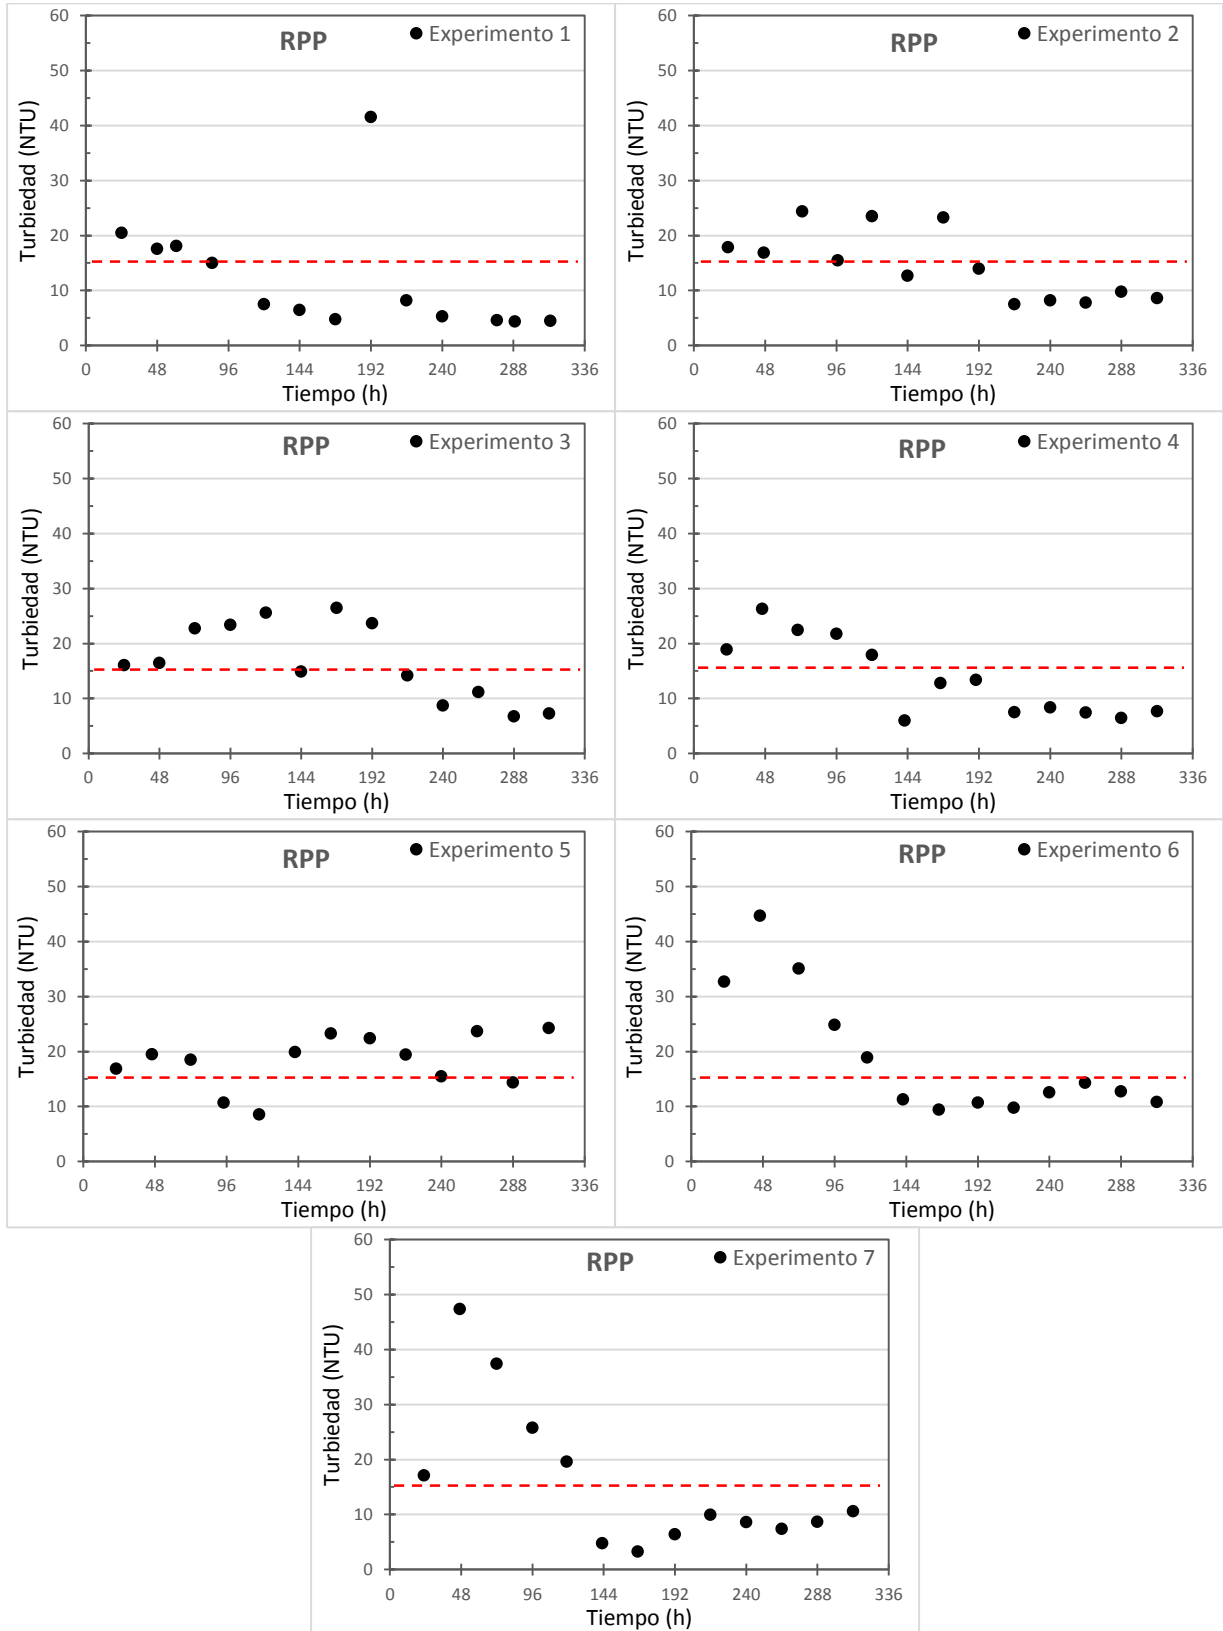 RPP
Experimento 1
Turbiedad (NTU)
60
50
40
30
20
10
0
0 48 96 144 192 240 288 336
Tiempo (h)
RPP
Experimento 2
Turbiedad (NTU)
60
50
40
30
20
10
0
0 48 96 144 192 240 288 336
Tiempo (h)
RPP
Experimento 3
Turbiedad (NTU)
60
50
40
30
20
10
0
0 48 96 144 192 240 288 336
Tiempo (h)
RPP
Experimento 4
Turbiedad (NTU)
60
50
40
30
20
10
0
0 48 96 144 192 240 288 336
Tiempo (h)
RPP
Experimento 5
Turbiedad (NTU)
60
50
40
30
20
10
0
0 48 96 144 192 240 288 336
Tiempo (h)
RPP
Experimento 6
Turbiedad (NTU)
60
50
40
30
20
10
0
0 48 96 144 192 240 288 336
Tiempo (h)
RPP
Experimento 7
Turbiedad (NTU)
60
50
40
30
20
10
0
0 48 96 144 192 240 288 336
Tiempo (h)